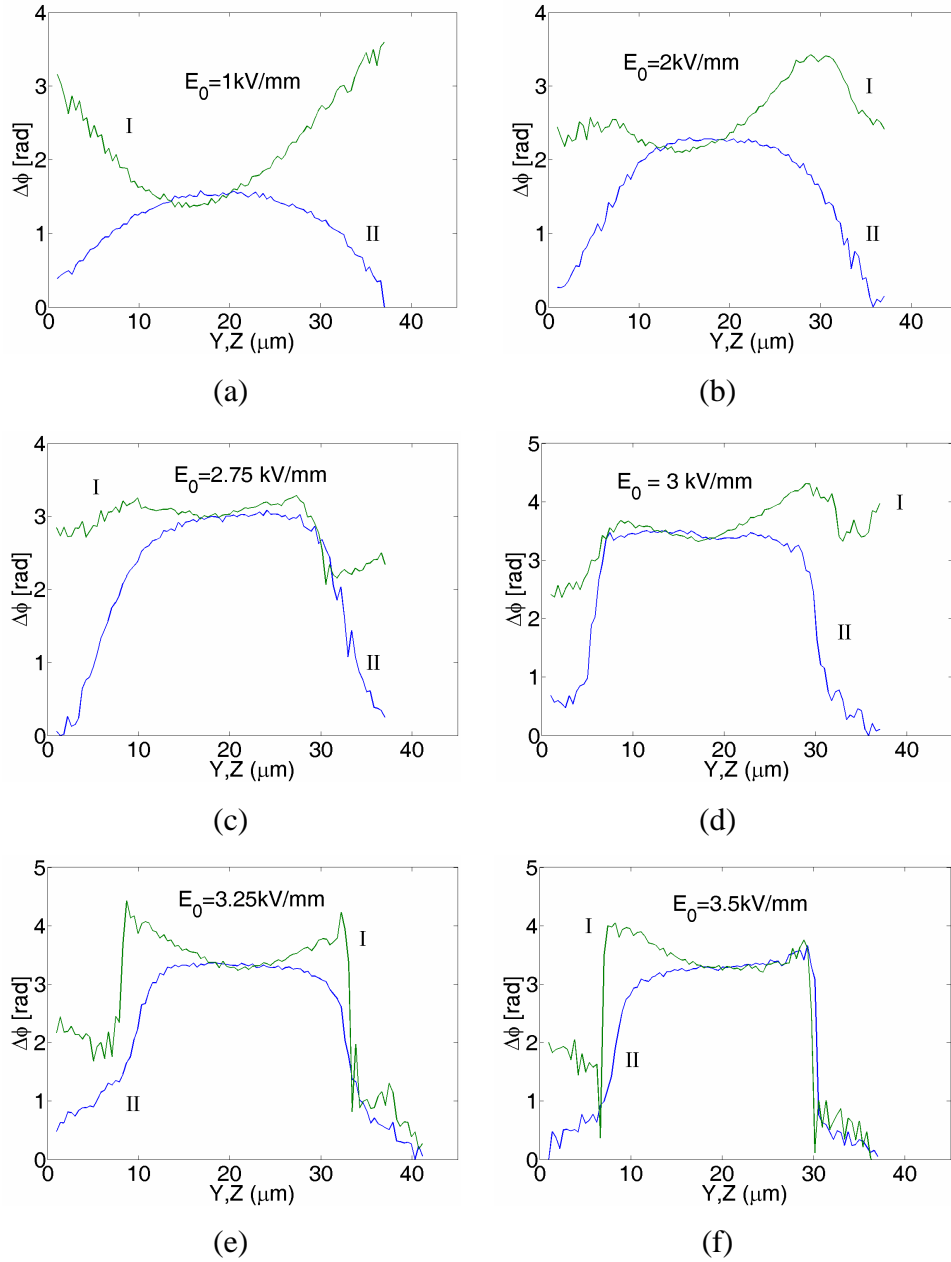 4
3
2
1
0
Δϕ [rad]
E0=1kV/mm
I
II
0
10
20
30
40
Y,Z (μm)
(a)
4
3
2
1
0
Δϕ [rad]
E0=2kV/mm
I
II
0
10
20
30
40
Y,Z (μm)
(b)
4
3
2
1
0
Δϕ [rad]
E0=2.75 kV/mm
I
II
0
10
20
30
40
Y,Z (μm)
(c)
5
4
3
2
1
0
Δϕ [rad]
E0 = 3 kV/mm
I
II
0
10
20
30
40
Y,Z (μm)
(d)
5
4
3
2
1
0
Δϕ [rad]
E0=3.25kV/mm
I
II
0
10
20
30
40
Y,Z (μm)
(e)
5
4
3
2
1
0
Δϕ [rad]
E0=3.5kV/mm
I
II
0
10
20
30
40
Y,Z (μm)
(f)